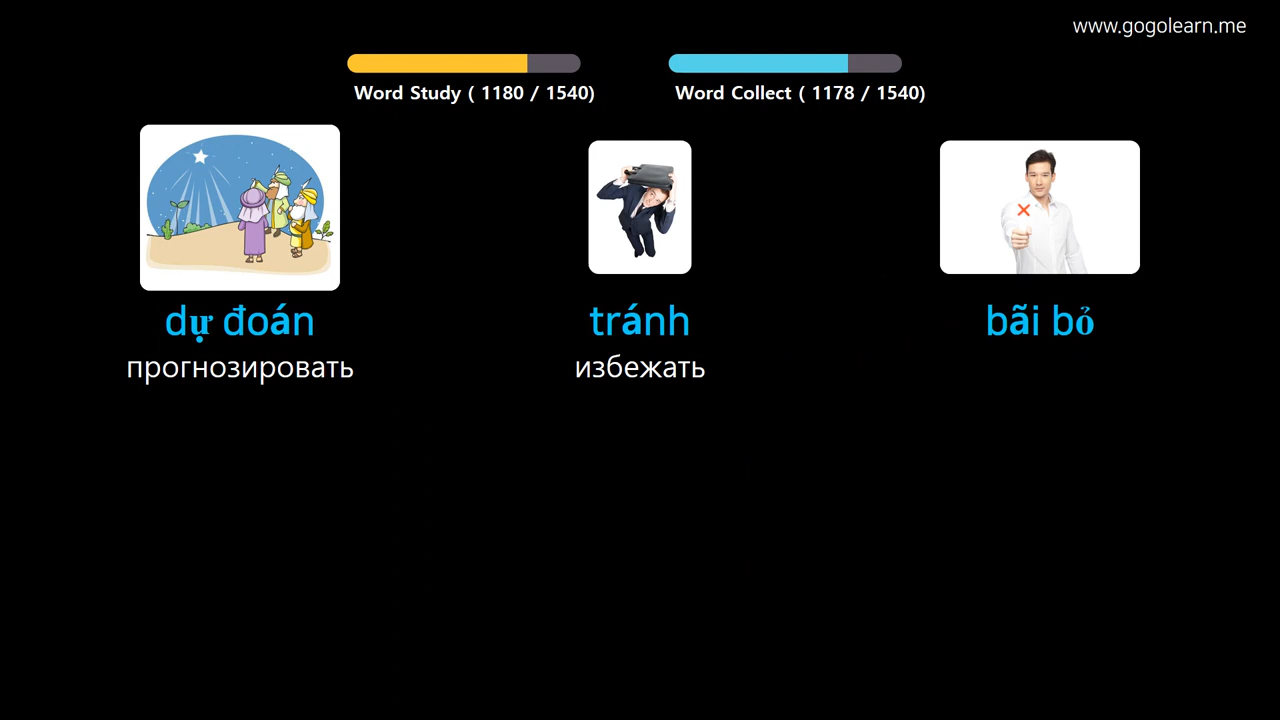 www.gogolearn.me
Word Study ( 1180 / 1540)
Word Collect ( 1178 / 1540)
dự đoán
tránh
bãi bỏ
прогнозировать
избежать